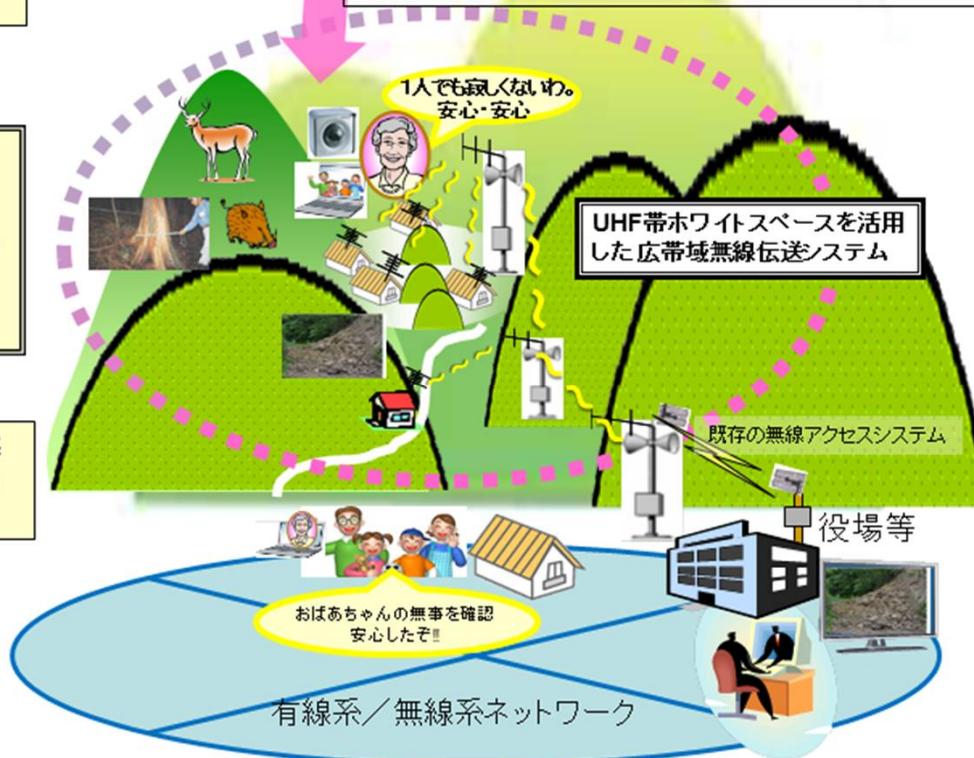 1人でも寂しくないわ。
安心・安心
UHF帯ホワイトスペースを活用
した広帯域無線伝送システム
既存の無線アクセスシステム
役場等
おばあちゃんの無事を確認
安心したぞ!!
有線系／無線系ネットワーク